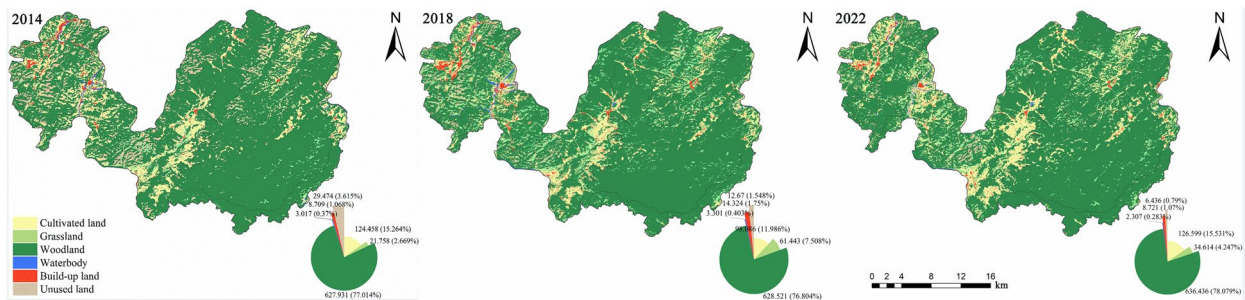 2014
N
29.474 (3.615%)
8.709 (1.068%)
3.017 (0.37%)
124.458 (15.264%)
21.758 (2.669%)
627.931 (77.014%)
Cultivated land
Grassland
Woodland
Waterbody
Build-up land
Unused land
2018
N
12.67 (1.548%)
14.324 (1.75%)
3.301 (0.403%)
98.086 (11.986%)
61.443 (7.508%)
628.521 (76.804%)
2022
N
6.436 (0.79%)
8.721 (1.07%)
2.307 (0.283%)
126.599 (15.531%)
34.614 (4.247%)
636.436 (78.079%)
0 2 4 8 12 16
km